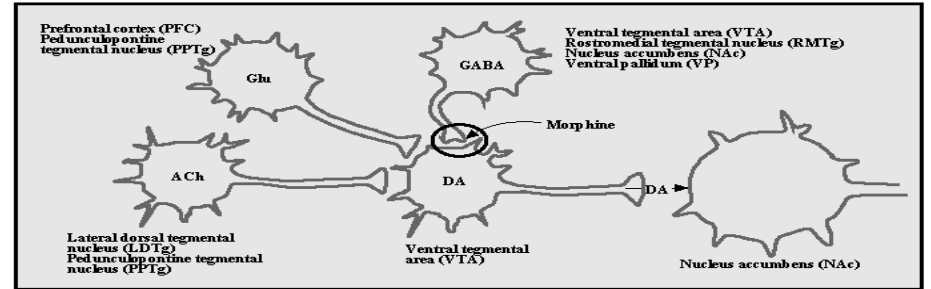 Prefrontal cortex (PFC)
Pedunculopontine
tegmental nucleus (PPTg)
Glu
GABA
Ventral tegmental area (VTA)
Rostromedial tegmental nucleus (RMTg)
Nucleus accumbens (NAc)
Ventral pallidum (VP)
Morphine
ACh
DA
DA
Lateral dorsal tegmental
nucleus (LDTg)
Pedunculopontine tegmental
nucleus (PPTg)
Ventral tegmental
area (VTA)
Nucleus accumbens (NAc)